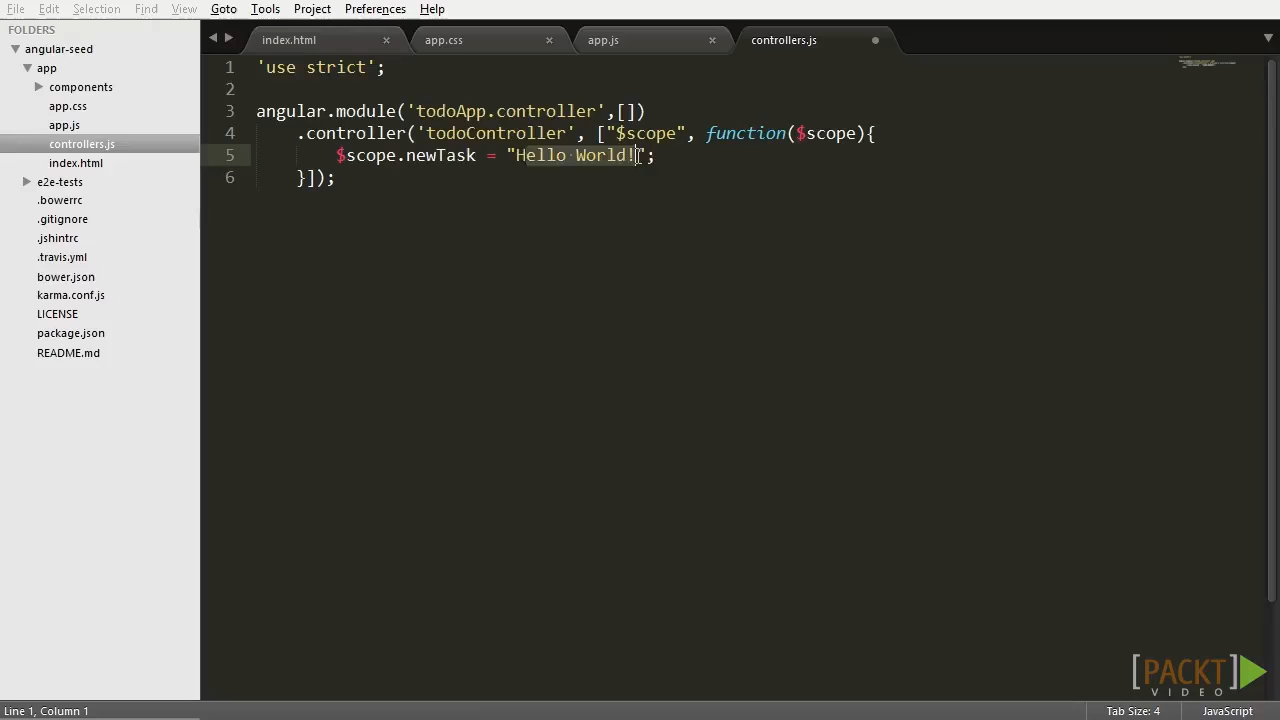 File Edit Selection Find View Goto Tools Project Preferences Help
FOLDERS
angular-seed
app
components
app.css
app.js
controllers.js
index.html
e2e-tests
.bowerrc
.gitignore
.jshintrc
.travis.yml
bower.json
karma.conf.js
LICENSE
package.json
README.md
index.html × app.css × app.js × controllers.js
1 'use strict';
2
3 angular.module('todoApp.controller',[])
4 .controller('todoController', ["$scope", function($scope){
5 $scope.newTask = "Hello World!";
6 }]);
[PACKT]
VIDEO
Line 1, Column 1 Tab Size: 4 JavaScript